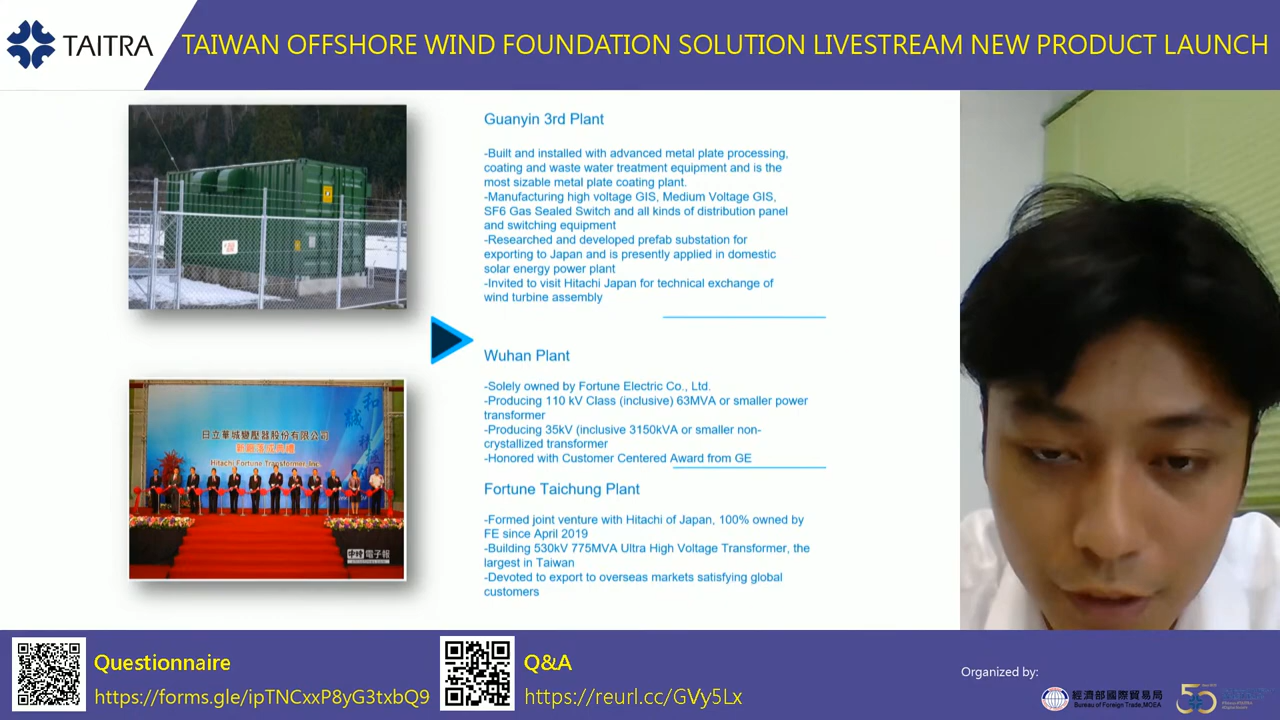 TAITRA
TAIWAN OFFSHORE WIND FOUNDATION SOLUTION LIVESTREAM NEW PRODUCT LAUNCH
Guanyin 3rd Plant
-Built and installed with advanced metal plate processing,
coating and waste water treatment equipment and is the
most sizable metal plate coating plant.
-Manufacturing high voltage GIS, Medium Voltage GIS,
SF6 Gas Sealed Switch and all kinds of distribution panel
and switching equipment
-Researched and developed prefab substation for
exporting to Japan and is presently applied in domestic
solar energy power plant
-Invited to visit Hitachi Japan for technical exchange of
wind turbine assembly
Wuhan Plant
-Solely owned by Fortune Electric Co., Ltd.
-Producing 110 kV Class (inclusive) 63MVA or smaller power
transformer
-Producing 35kV (inclusive 3150kVA or smaller non-
crystallized transformer
-Honored with Customer Centered Award from GE
日立華城變壓器股份有限公司
Hitachi Fortune Transformer, Inc.
電子報
Fortune Taichung Plant
-Formed joint venture with Hitachi of Japan, 100% owned by
FE since April 2019
-Building 530kV 775MVA Ultra High Voltage Transformer, the
largest in Taiwan
-Devoted to export to overseas markets satisfying global
customers
Questionnaire
https://forms.gle/ipTNCxxP8yG3txbQ9
Q&A
https://reurl.cc/GVy5Lx
Organized by:
經濟部國際貿易局
Bureau of Foreign Trade,MOEA